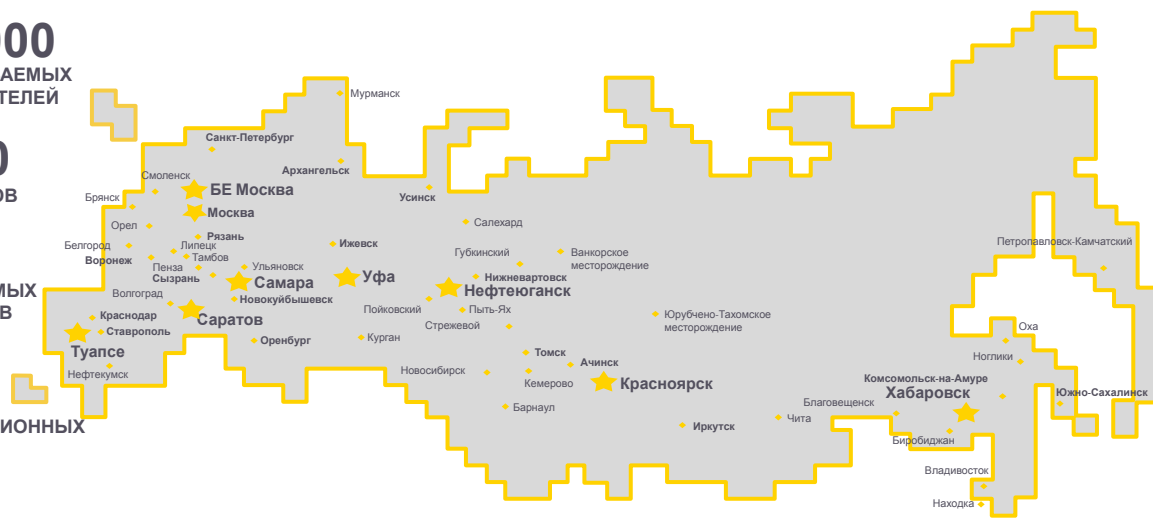 000
АЕМЫХ
ТЕЛЕЙ
0
ОВ
МЫХ
В
ИОННЫХ
Мурманск
Санкт-Петербург
Архангельск
Смоленск
БЕ Москва
Брянск
Усинск
Москва
Орел
Салехард
Рязань
Петропавловск-Камчатский
Белгород
Липецк
Ижевск
Воронеж
Тамбов
Губкинский
Ванкорское
месторождение
Пенза
Ульяновск
Сызрань
Самара
Уфа
Нижневартовск
Нефтеюганск
Волгоград
Новокуйбышевск
Пойковский
Пыть-Ях
Краснодар
Саратов
Юрубчено-Тахомское
месторождение
Ставрополь
Стрежевой
Оха
Туапсе
Оренбург
Курган
Ноглики
Нефтекумск
Томск
Ачинск
Новосибирск
Кемерово
Красноярск
Комсомольск-на-Амуре
Хабаровск
Южно-Сахалинск
Барнаул
Благовещенск
Иркутск
Чита
Биробиджан
Владивосток
Находка